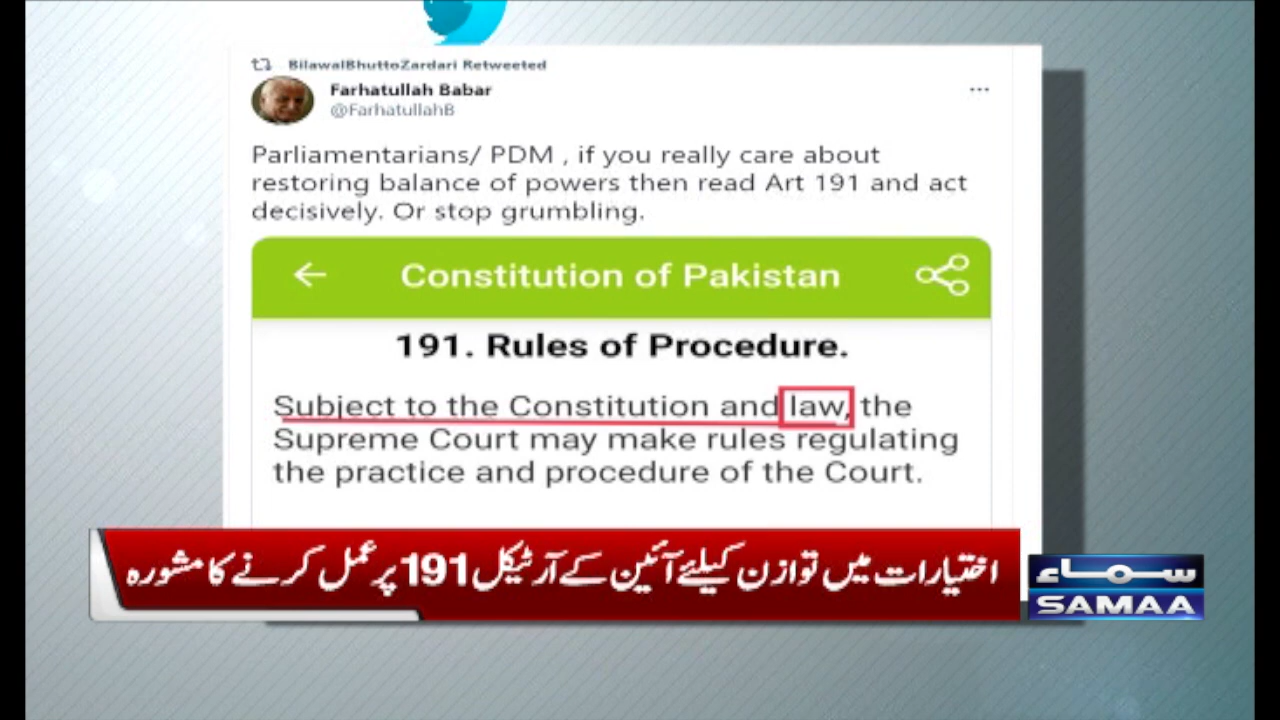 BilawalBhuttoZardari Retweeted
Farhatullah Babar
@FarhatullahB
Parliamentarians/ PDM , if you really care about
restoring balance of powers then read Art 191 and act
decisively. Or stop grumbling.
Constitution of Pakistan
191. Rules of Procedure.
Subject to the Constitution and law, the
Supreme Court may make rules regulating
the practice and procedure of the Court.
اختیارات میں توازن کیلئے آئین کے آرٹیکل 191 پر عمل کرنے کا مشورہ
سماء
SAMAA